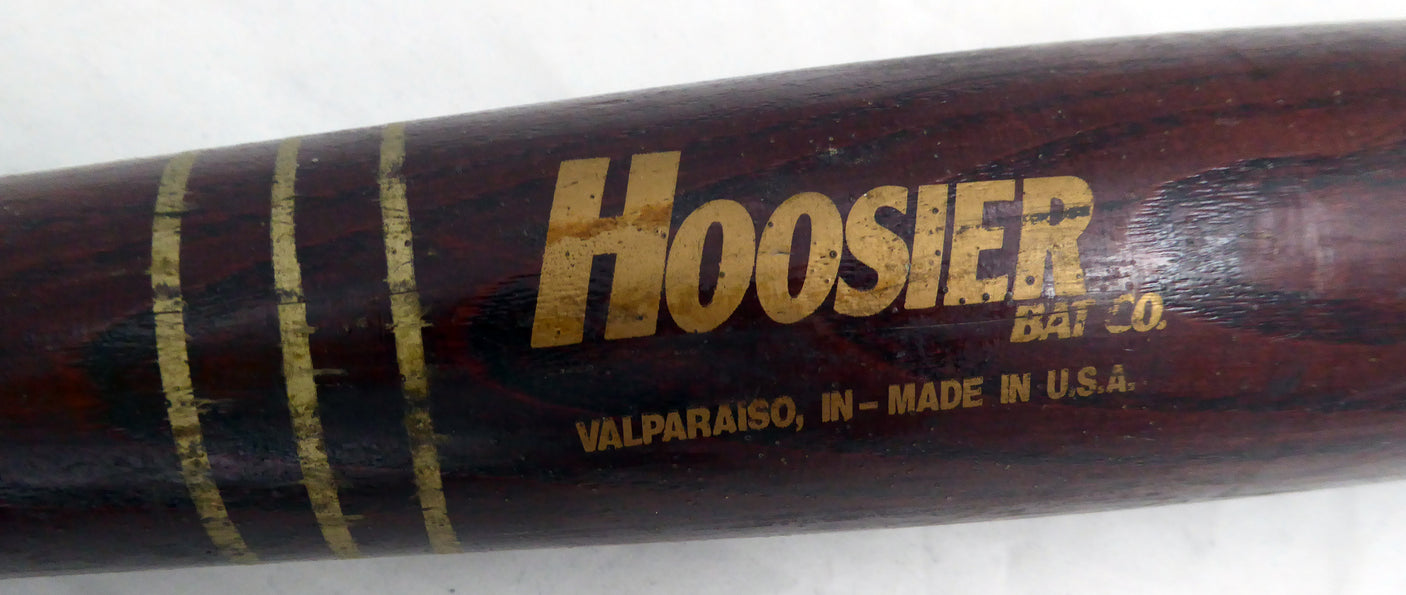 HOOSIER
BAT CO.
VALPARAISO, IN - MADE IN U.S.A.